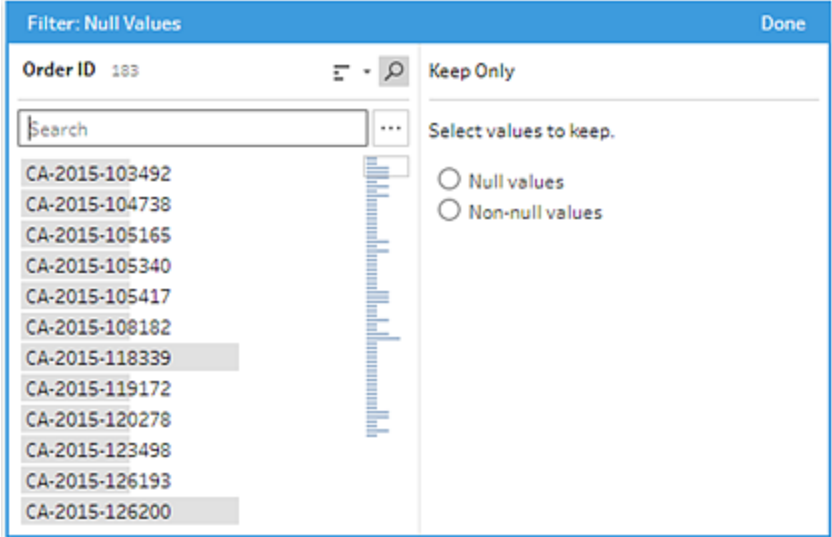 Filter: Null Values
Done
Order ID 183
Search
...
CA-2015-103492
CA-2015-104738
CA-2015-105165
CA-2015-105340
CA-2015-105417
CA-2015-108182
CA-2015-118339
CA-2015-119172
CA-2015-120278
CA-2015-123498
CA-2015-126193
CA-2015-126200
Keep Only
Select values to keep.
Null values
Non-null values